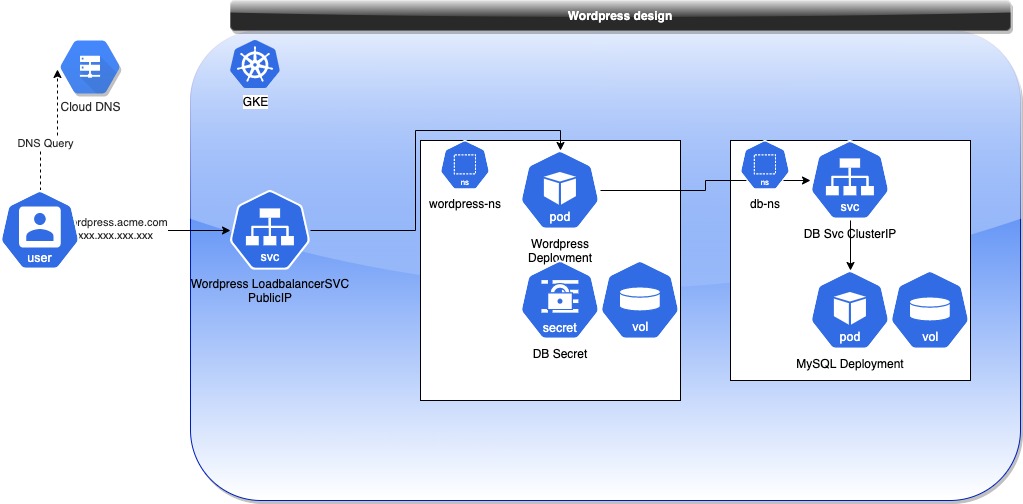 Wordpress design
Cloud DNS
GKE
DNS Query
ns
wordpress-ns
pod
Wordpress
Deployment
ns
db-ns
svc
DB Svc ClusterIP
user
rdpress.acme.com
xxx.xxx.xxx.xxx
svc
Wordpress LoadbalancerSVC
PublicIP
secret
vol
DB Secret
pod
vol
MySQL Deployment